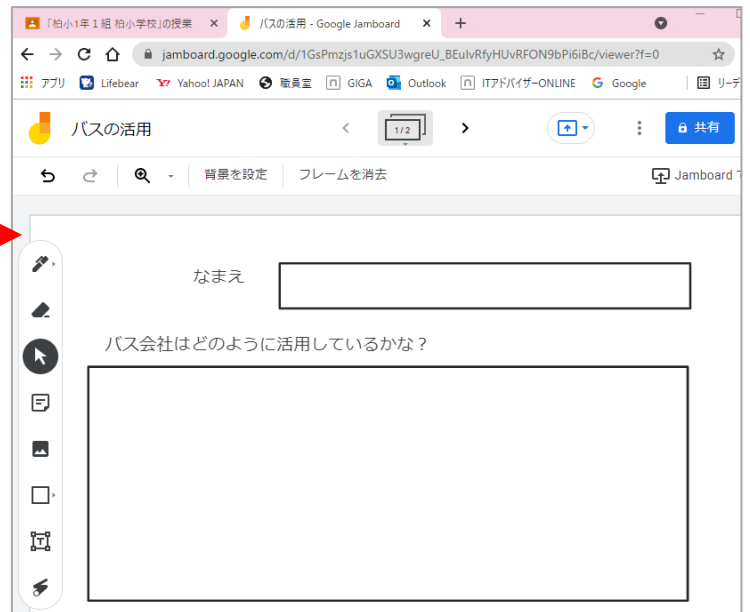 「柏小1年１組 柏小学校」の授業
バスの活用 - Google Jamboard
jamboard.google.com/d/1GsPmzjs1uGXSU3wgreU_BEulvRfyHUvRFON9bPi6iBc/viewer?f=0
アプリ Lifebear Yahoo! JAPAN 職員室 GIGA Outlook ITアドバイザーONLINE Google リーデ
バスの活用 1/2 共有
背景を設定 フレームを消去 Jamboard
なまえ
バス会社はどのように活用しているかな？